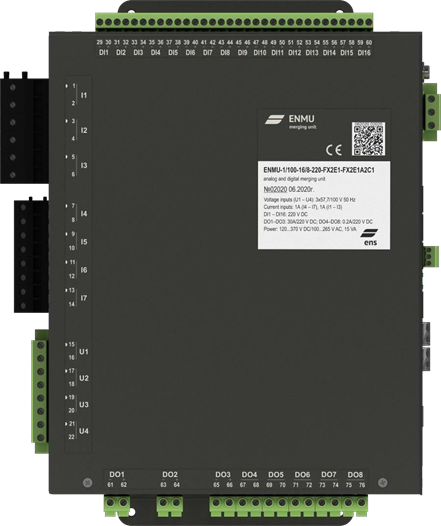 29 30 31 32 33 34 35 36 37 38 39 40 41 42 43 44 45 46 47 48 49 50 51 52 53 54 55 56 57 58 59 60
DI1 DI2 DI3 DI4 DI5 DI6 DI7 DI8 DI9 DI10 DI11 DI12 DI13 DI14 DI15 DI16
1
I1
2
3
I2
4
5
I3
6
7
I4
8
9
I5
10
11
I6
12
13
I7
14
15
U1
16
17
U2
18
19
U3
20
21
U4
22
ENMU
merging unit
CE
ENMU-1/100-16/8-220-FX2E1-FX2E1A2C1
analog and digital merging unit
№02020 06.2020г.
Voltage inputs (U1 – U4): 3x57,7/100 V 50 Hz
Current inputs: 1A (I4 – I7), 1A (I1 – I3)
DI1 – DI16: 220 V DC
DO1–DO3: 30A/220 V DC; DO4–DO8: 0.2A/220 V DC
Power: 120...370 V DC/100...265 V AC, 15 VA
ens
DO1 DO2 DO3 DO4 DO5 DO6 DO7 DO8
61 62 63 64 65 66 67 68 69 70 71 72 73 74 75 76